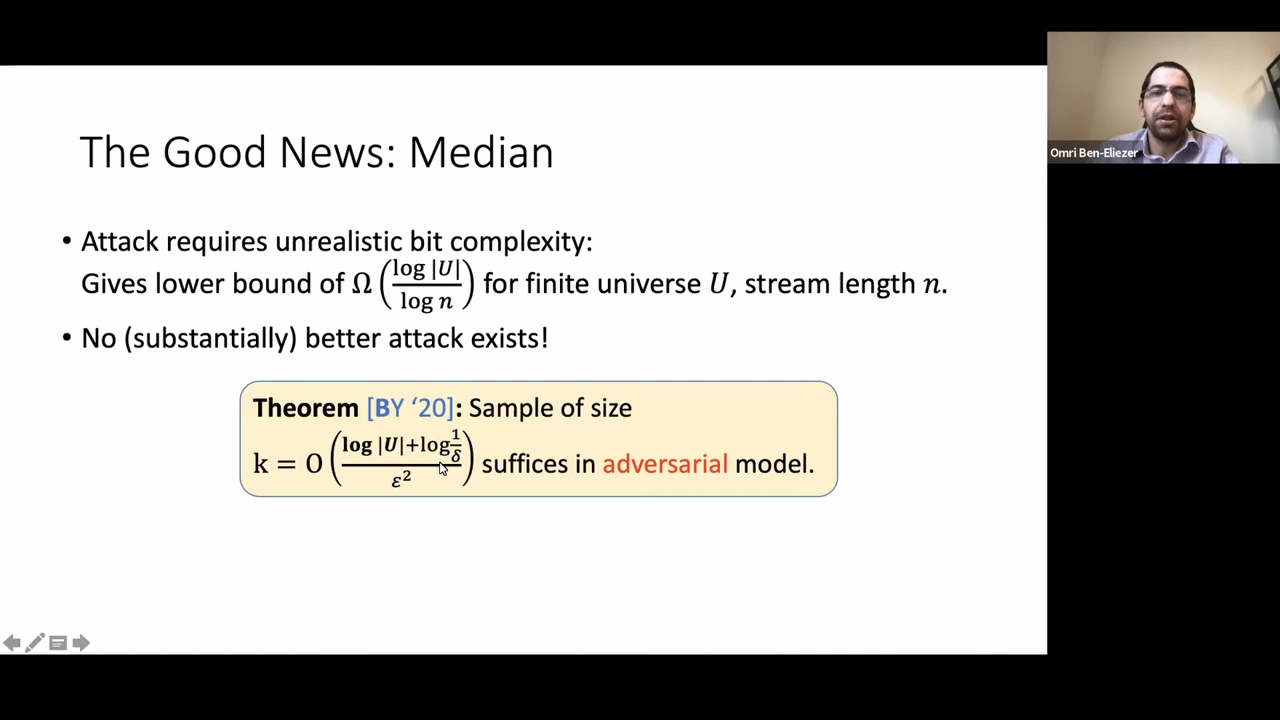 The Good News: Median
• Attack requires unrealistic bit complexity:
Gives lower bound of Ω(log |U| / log n) for finite universe U, stream length n.
• No (substantially) better attack exists!
Theorem [BY ‘20]: Sample of size
k = O((log |U|+log 1/δ) / ε²) suffices in adversarial model.
Omri Ben-Eliezer